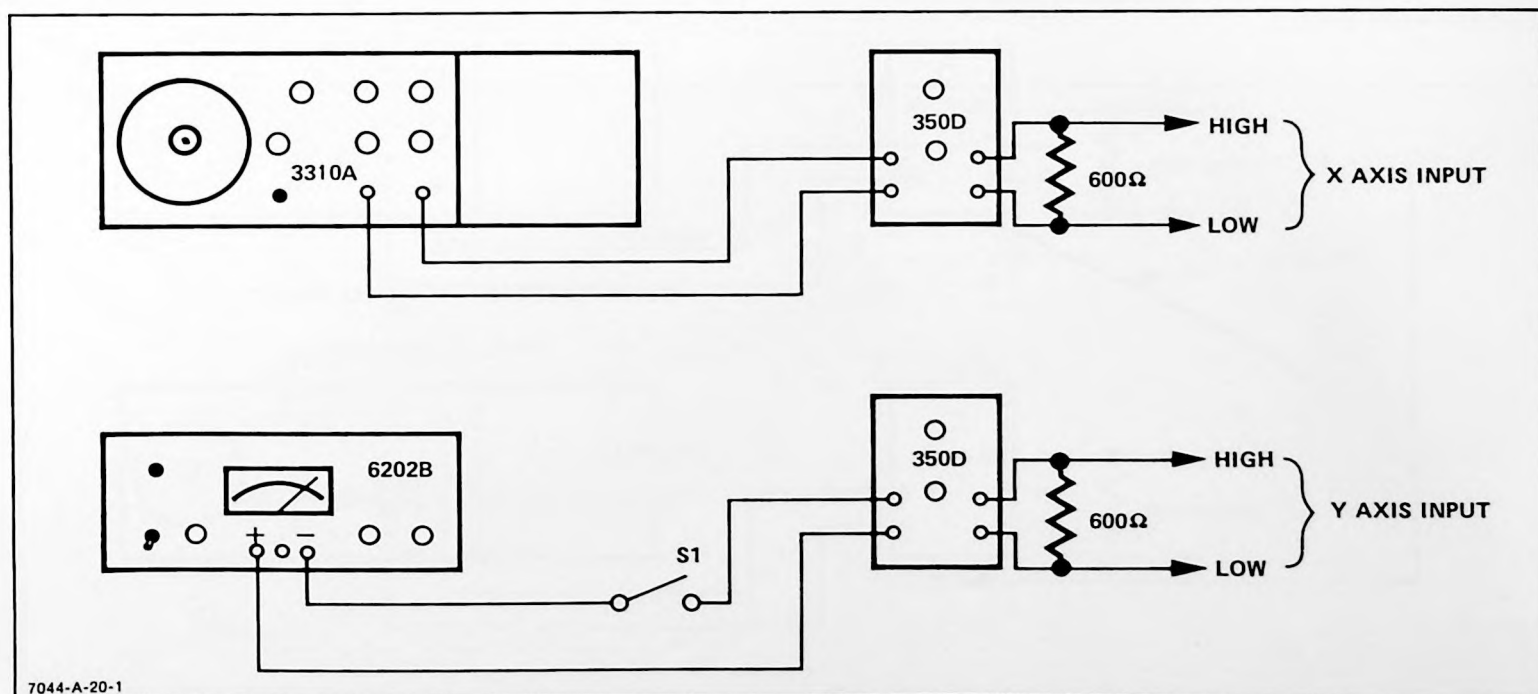 3310A
350D
600Ω
HIGH
LOW
X AXIS INPUT
6202B
+ −
S1
350D
600Ω
HIGH
LOW
Y AXIS INPUT
7044-A-20-1